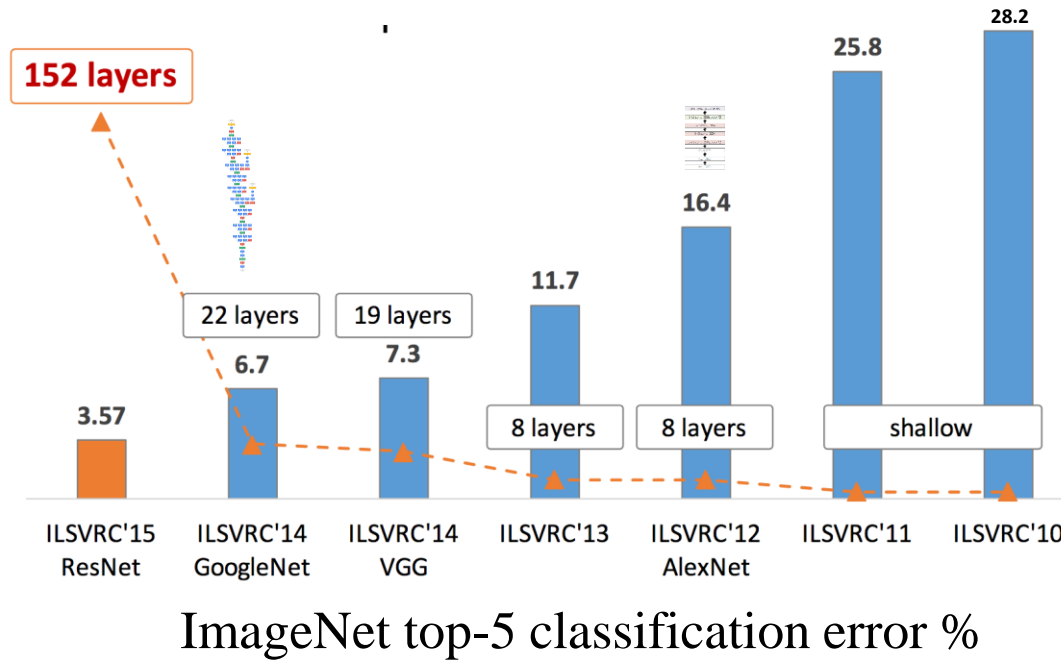 28.2
25.8
152 layers
16.4
11.7
22 layers
19 layers
7.3
6.7
3.57
8 layers
8 layers
shallow
ILSVRC'15
ResNet
ILSVRC'14
GoogleNet
ILSVRC'14
VGG
ILSVRC'13
ILSVRC'12
AlexNet
ILSVRC'11
ILSVRC'10
ImageNet top-5 classification error %